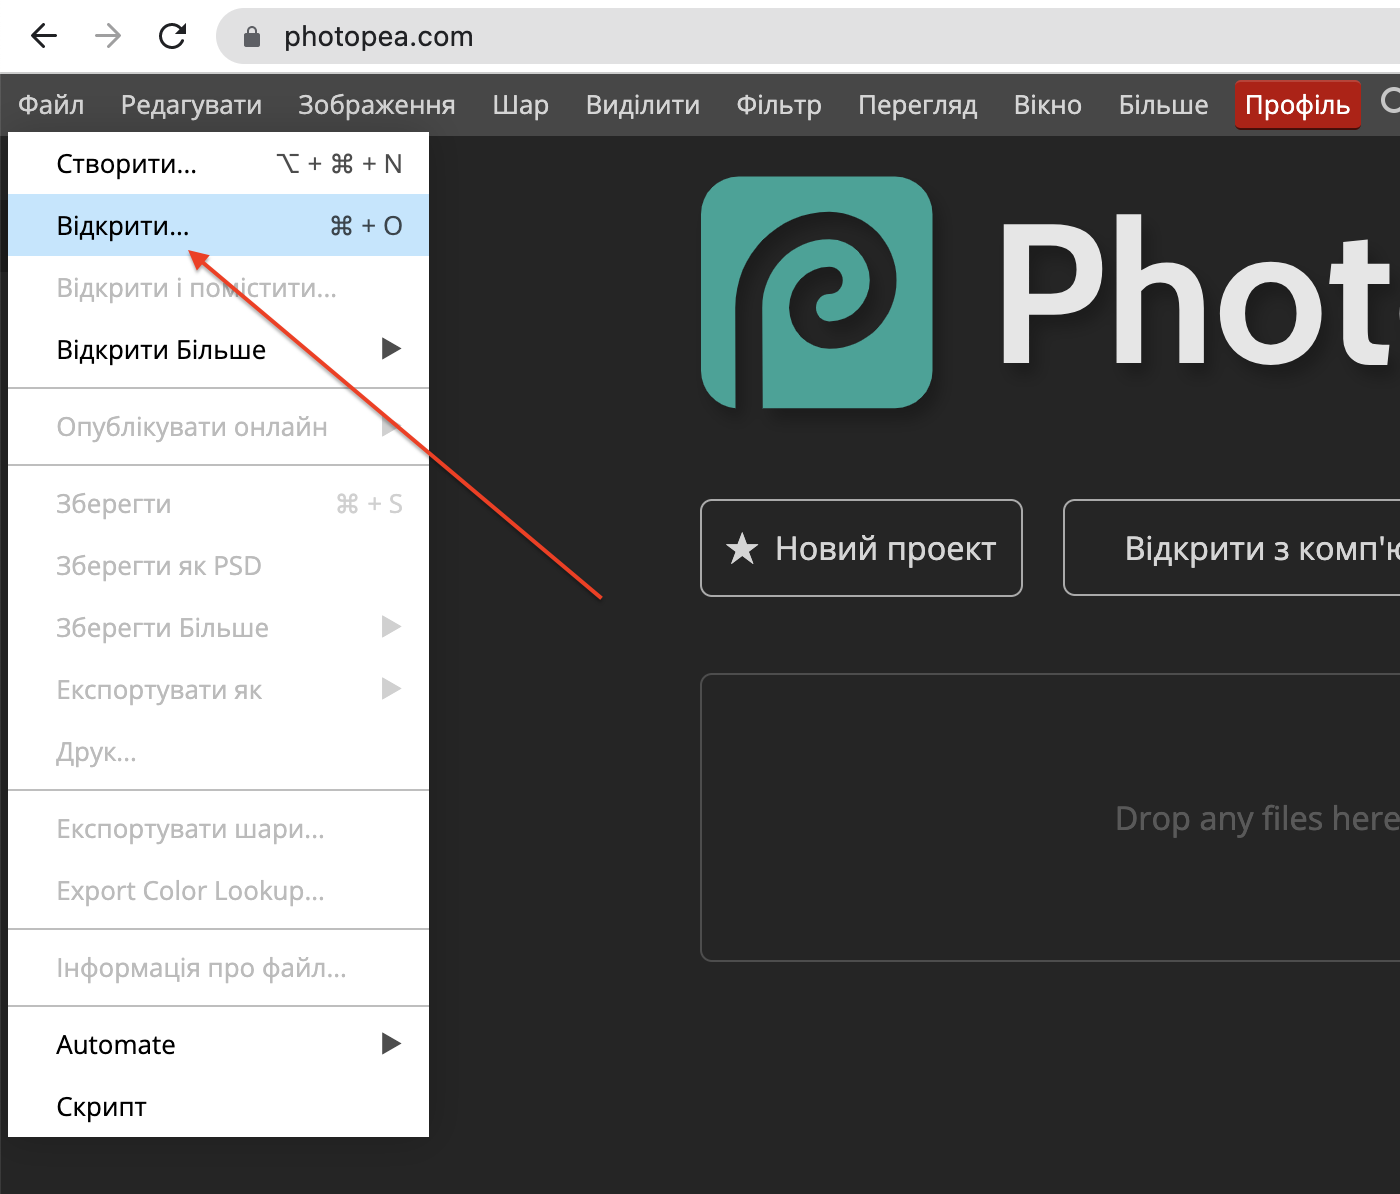 photopea.com
Файл Редагувати Зображення Шар Виділити Фільтр Перегляд Вікно Більше Профіль
Створити... ⌥ + ⌘ + N
Відкрити... ⌘ + O
Відкрити і помістити...
Відкрити Більше
Опублікувати онлайн
Зберегти ⌘ + S
Зберегти як PSD
Зберегти Більше
Експортувати як
Друк...
Експортувати шари...
Export Color Lookup...
Інформація про файл...
Automate
Скрипт
Phot
Новий проект
Відкрити з комп'ю
Drop any files here